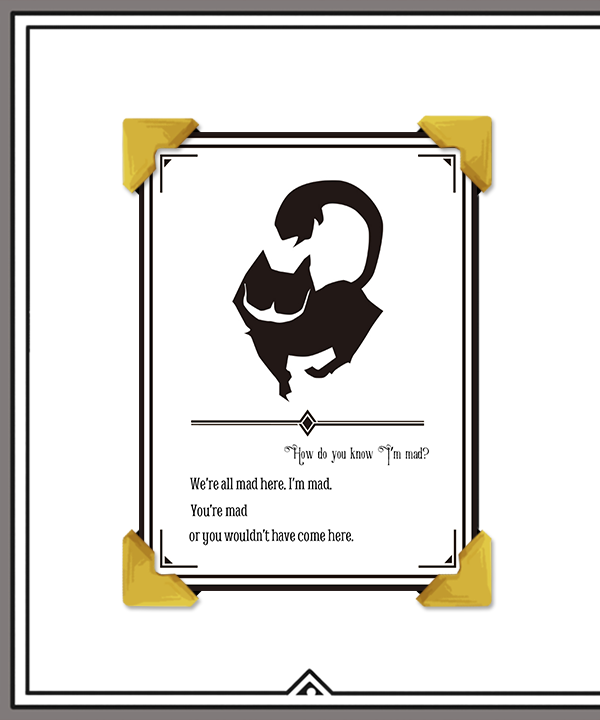 How do you know I'm mad?
We're all mad here. I'm mad.
You're mad
or you wouldn't have come here.